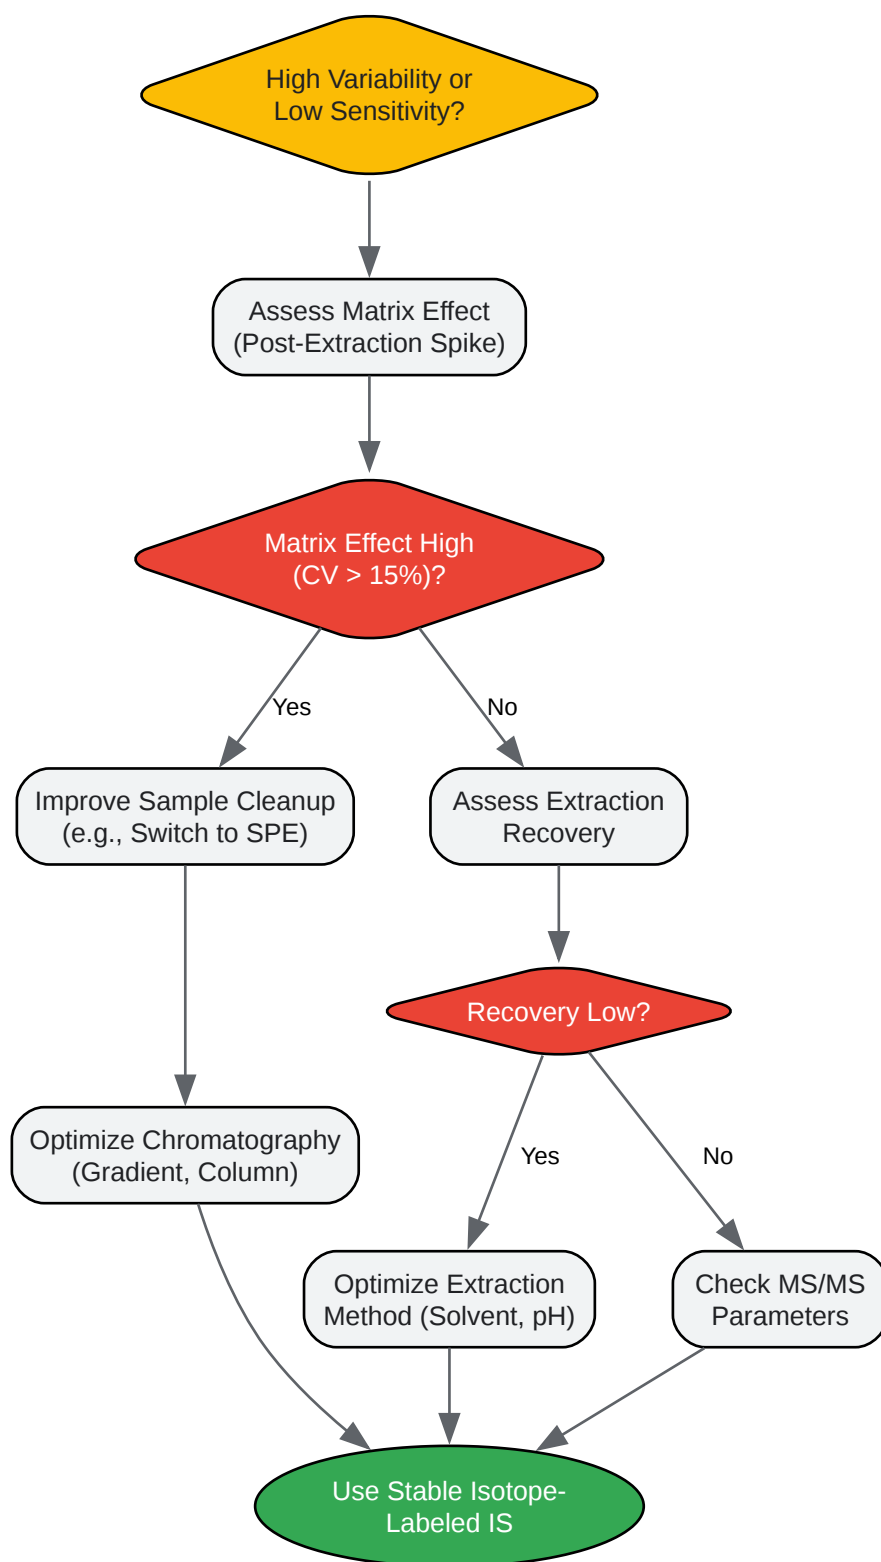 High Variability or
Low Sensitivity?
Assess Matrix Effect
(Post-Extraction Spike)
Matrix Effect High
(CV > 15%)?
Yes
No
Improve Sample Cleanup
(e.g., Switch to SPE)
Assess Extraction
Recovery
Recovery Low?
Optimize Chromatography
(Gradient, Column)
Yes
No
Optimize Extraction
Method (Solvent, pH)
Check MS/MS
Parameters
Use Stable Isotope-
Labeled IS